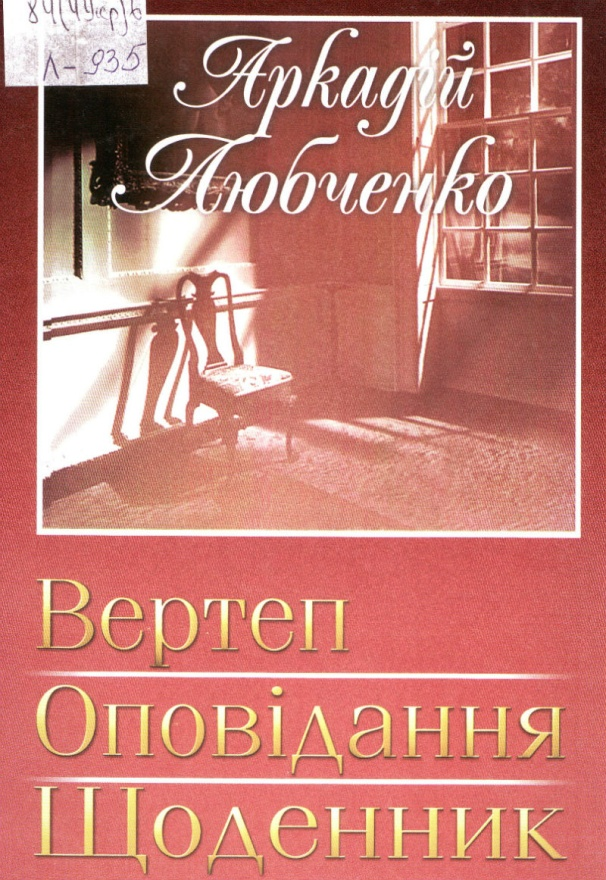 84(4Укр)6
Л-935
Аркадій
Любченко
Вертеп
Оповідання
Щоденник